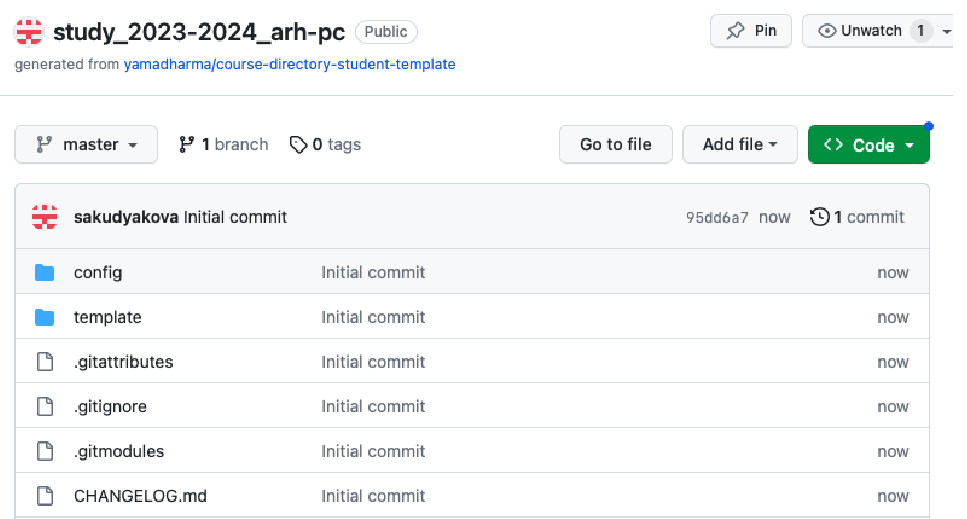 study_2023-2024_arh-pc Public Pin Unwatch 1
generated from yamadharma/course-directory-student-template
master 1 branch 0 tags Go to file Add file <> Code
sakudyakova Initial commit 95dd6a7 now 1 commit
config Initial commit now
template Initial commit now
.gitattributes Initial commit now
.gitignore Initial commit now
.gitmodules Initial commit now
CHANGELOG.md Initial commit now